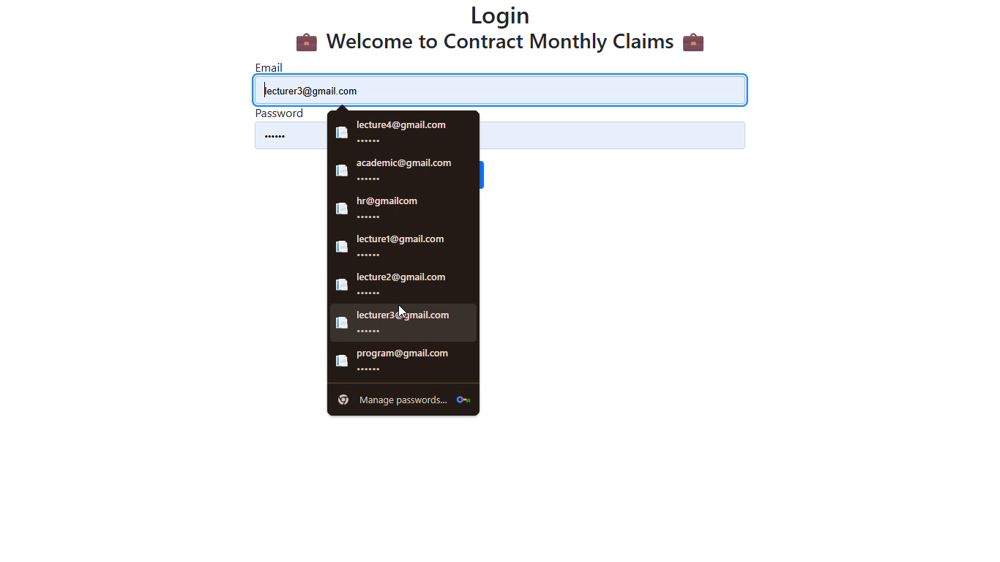 Login
💼 Welcome to Contract Monthly Claims 💼
Email
lecturer3@gmail.com
Password
••••••
lecture4@gmail.com
••••••
academic@gmail.com
••••••
hr@gmailcom
••••••
lecture1@gmail.com
••••••
lecture2@gmail.com
••••••
lecturer3@gmail.com
••••••
program@gmail.com
••••••
Manage passwords...